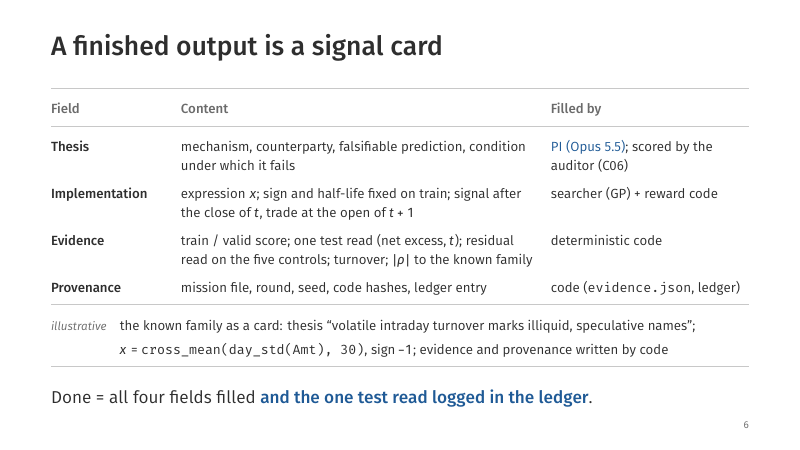 A finished output is a signal card
Field Content Filled by
Thesis mechanism, counterparty, falsifiable prediction, condition PI (Opus 5.5); scored by the
under which it fails auditor (C06)
Implementation expression x; sign and half-life fixed on train; signal after searcher (GP) + reward code
the close of t, trade at the open of t + 1
Evidence train / valid score; one test read (net excess, t); residual deterministic code
read on the five controls; turnover; |ρ| to the known family
Provenance mission file, round, seed, code hashes, ledger entry code (evidence.json, ledger)
illustrative the known family as a card: thesis “volatile intraday turnover marks illiquid, speculative names”;
x = cross_mean(day_std(Amt), 30), sign −1; evidence and provenance written by code
Done = all four fields filled and the one test read logged in the ledger.
6